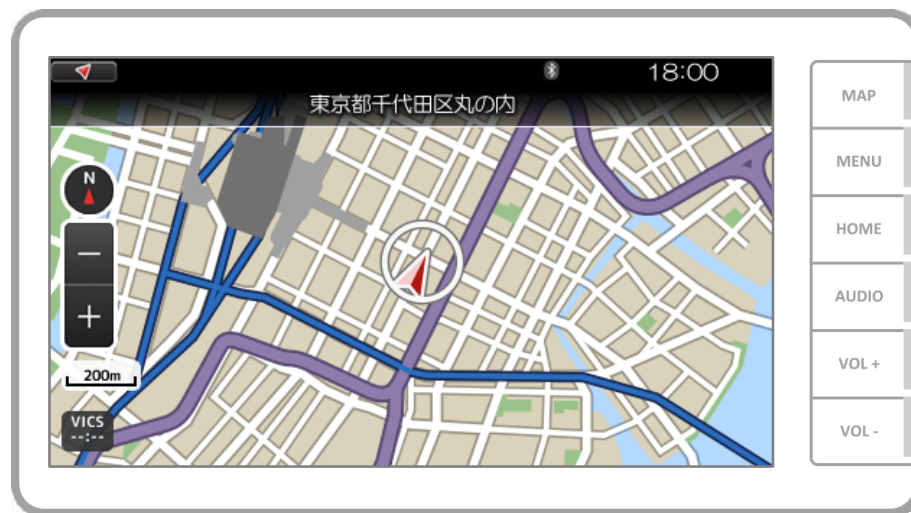 18:00
東京都千代田区丸の内
N
−
+
200m
VICS
--:--
MAP
MENU
HOME
AUDIO
VOL +
VOL -